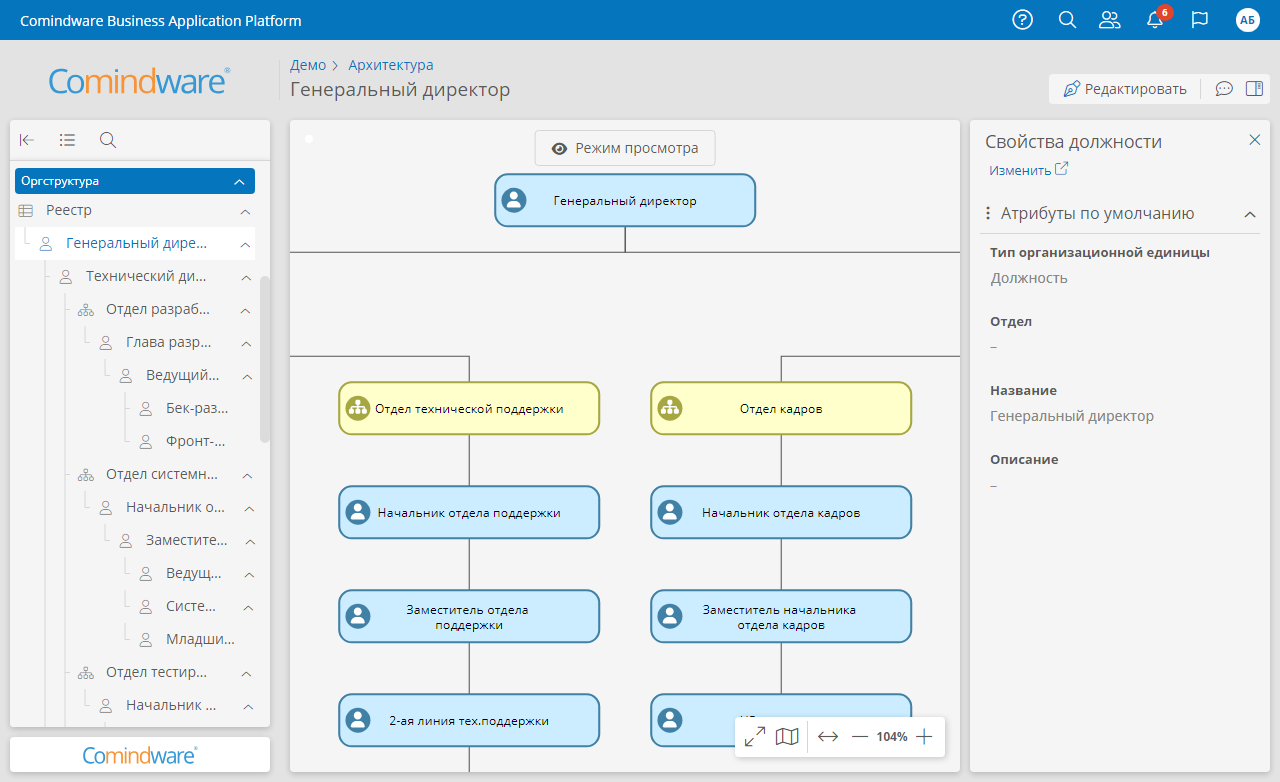 Comindware Business Application Platform
6
АБ
Comindware®
Демо > Архитектура
Генеральный директор
Редактировать
Оргструктура
Реестр
Генеральный дире...
Технический ди...
Отдел разраб...
Глава разр...
Ведущий...
Бек-раз...
Фронт-...
Отдел системн...
Начальник о...
Заместите...
Ведущ...
Систе...
Младши...
Отдел тестир...
Начальник ...
Comindware®
Режим просмотра
Генеральный директор
Отдел технической поддержки
Отдел кадров
Начальник отдела поддержки
Начальник отдела кадров
Заместитель отдела
поддержки
Заместитель начальника
отдела кадров
2-ая линия тех.поддержки
104%
Свойства должности
Изменить
Атрибуты по умолчанию
Тип организационной единицы
Должность
Отдел
–
Название
Генеральный директор
Описание
–